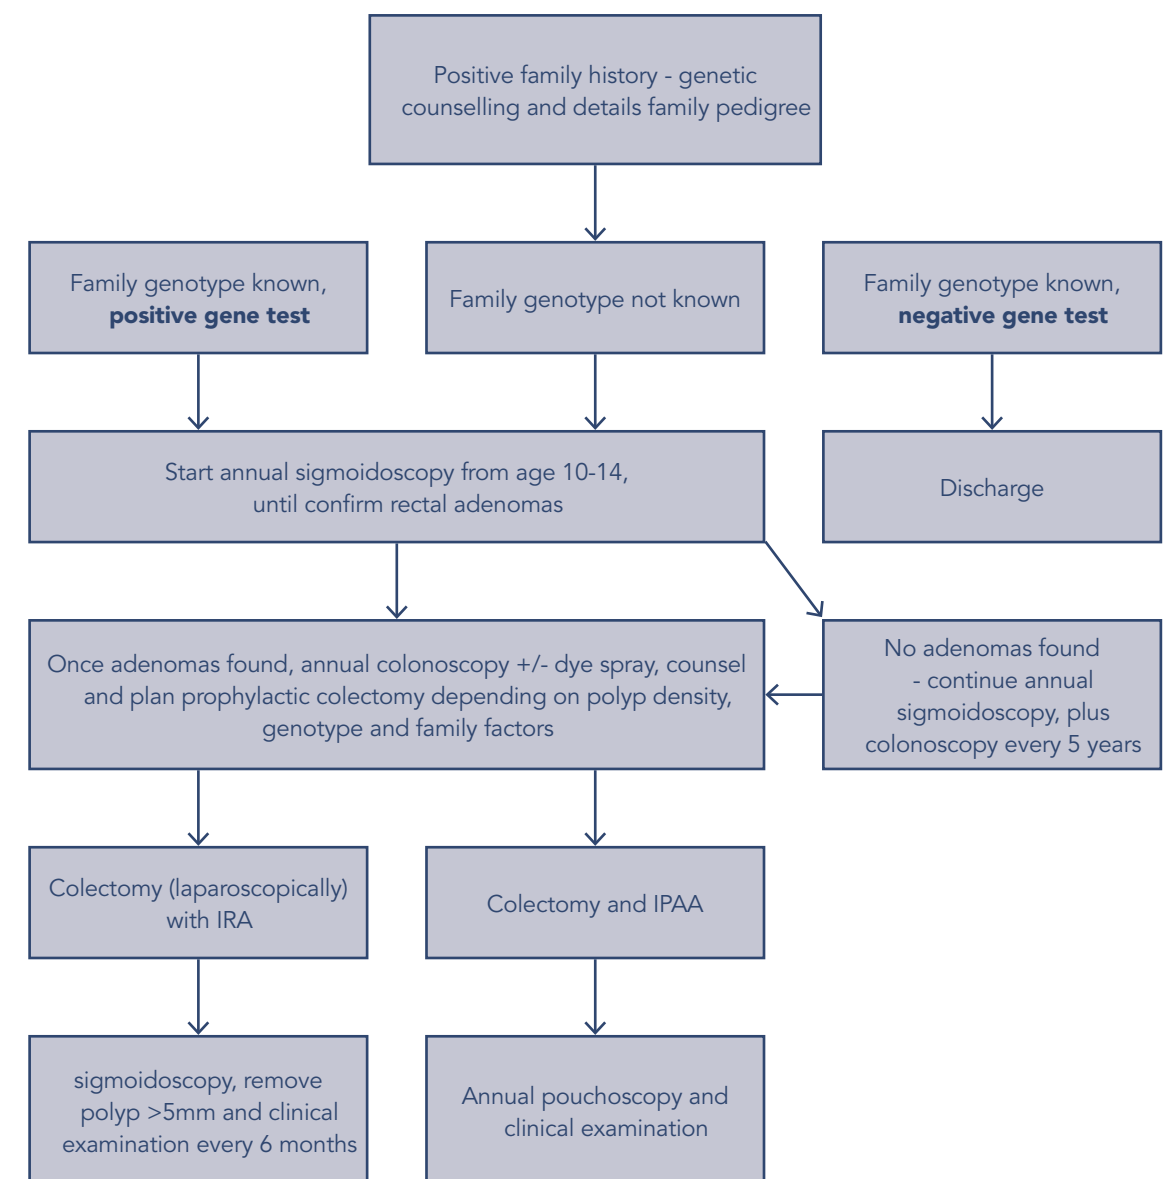 Positive family history - genetic
counselling and details family pedigree
Family genotype known,
positive gene test
Family genotype not known
Family genotype known,
negative gene test
Start annual sigmoidoscopy from age 10-14,
until confirm rectal adenomas
Discharge
Once adenomas found, annual colonoscopy +/- dye spray, counsel
and plan prophylactic colectomy depending on polyp density,
genotype and family factors
No adenomas found
- continue annual
sigmoidoscopy, plus
colonoscopy every 5 years
Colectomy (laparoscopically)
with IRA
Colectomy and IPAA
sigmoidoscopy, remove
polyp >5mm and clinical
examination every 6 months
Annual pouchoscopy and
clinical examination